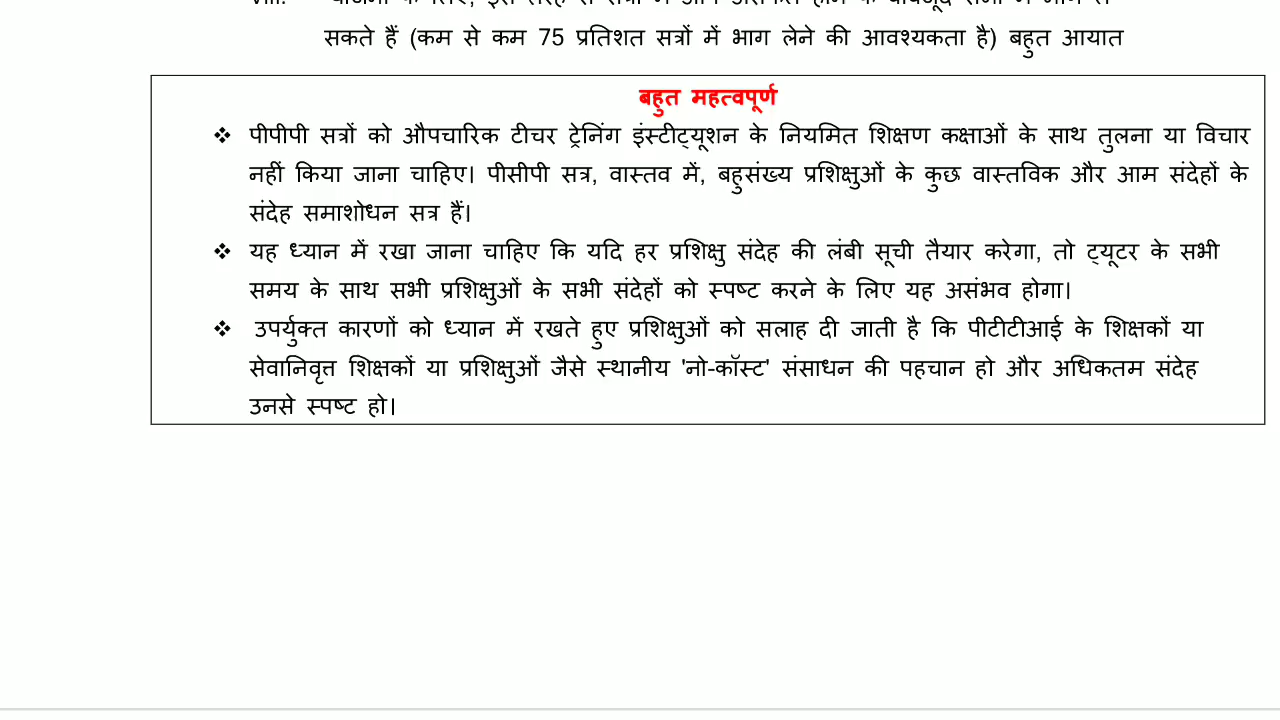 सकते हैं (कम से कम 75 प्रतिशत सत्रों में भाग लेने की आवश्यकता है) बहुत आयात
बहुत महत्वपूर्ण
❖ पीपीपी सत्रों को औपचारिक टीचर ट्रेनिंग इंस्टीट्यूशन के नियमित शिक्षण कक्षाओं के साथ तुलना या विचार
नहीं किया जाना चाहिए। पीसीपी सत्र, वास्तव में, बहुसंख्य प्रशिक्षुओं के कुछ वास्तविक और आम संदेहों के
संदेह समाशोधन सत्र हैं।
❖ यह ध्यान में रखा जाना चाहिए कि यदि हर प्रशिक्षु संदेह की लंबी सूची तैयार करेगा, तो ट्यूटर के सभी
समय के साथ सभी प्रशिक्षुओं के सभी संदेहों को स्पष्ट करने के लिए यह असंभव होगा।
❖ उपर्युक्त कारणों को ध्यान में रखते हुए प्रशिक्षुओं को सलाह दी जाती है कि पीटीटीआई के शिक्षकों या
सेवानिवृत्त शिक्षकों या प्रशिक्षुओं जैसे स्थानीय 'नो-कॉस्ट' संसाधन की पहचान हो और अधिकतम संदेह
उनसे स्पष्ट हो।